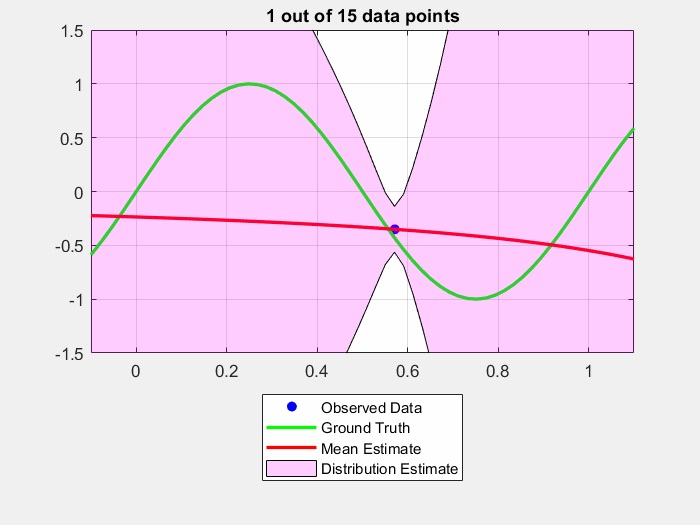 1 out of 15 data points
1.5
1
0.5
0
-0.5
-1
-1.5
0 0.2 0.4 0.6 0.8 1
Observed Data
Ground Truth
Mean Estimate
Distribution Estimate